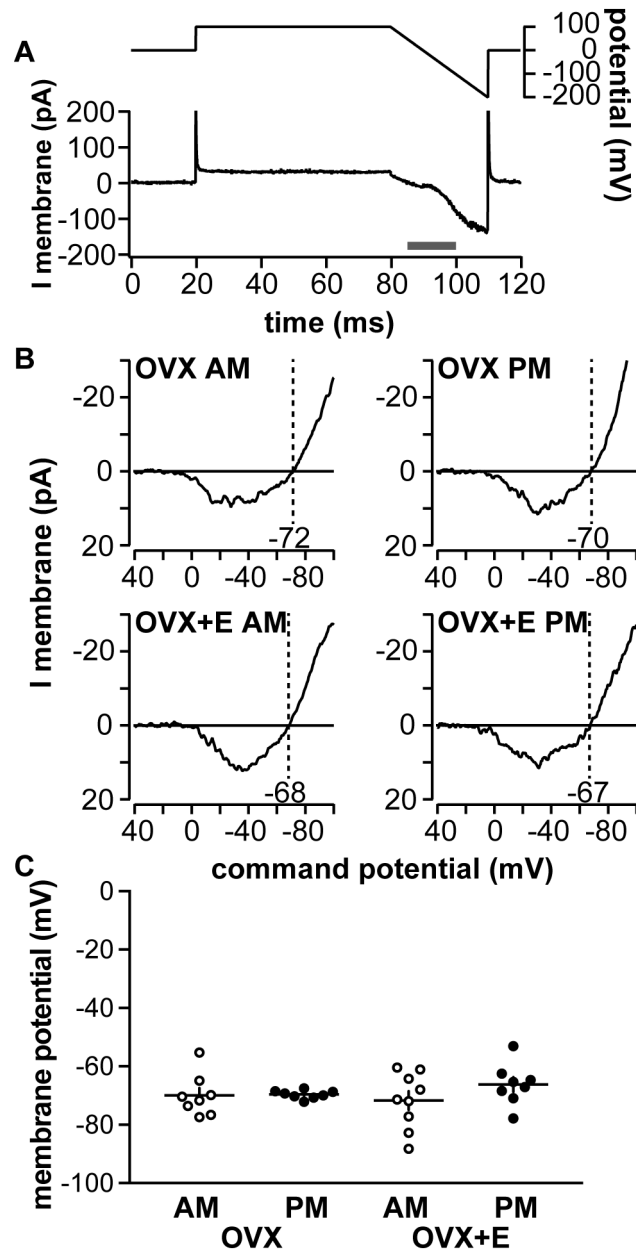 A
100
0
-100
-200
potential (mV)
200
100
0
-100
-200
I membrane (pA)
0 20 40 60 80 100 120
time (ms)
B
OVX AM
-20
0
20
-72
40 0 -40 -80
OVX PM
-20
0
20
-70
40 0 -40 -80
I membrane (pA)
OVX+E AM
-20
0
20
-68
40 0 -40 -80
OVX+E PM
-20
0
20
-67
40 0 -40 -80
command potential (mV)
C
0
-20
-40
-60
-80
-100
membrane potential (mV)
AM PM AM PM
OVX OVX+E